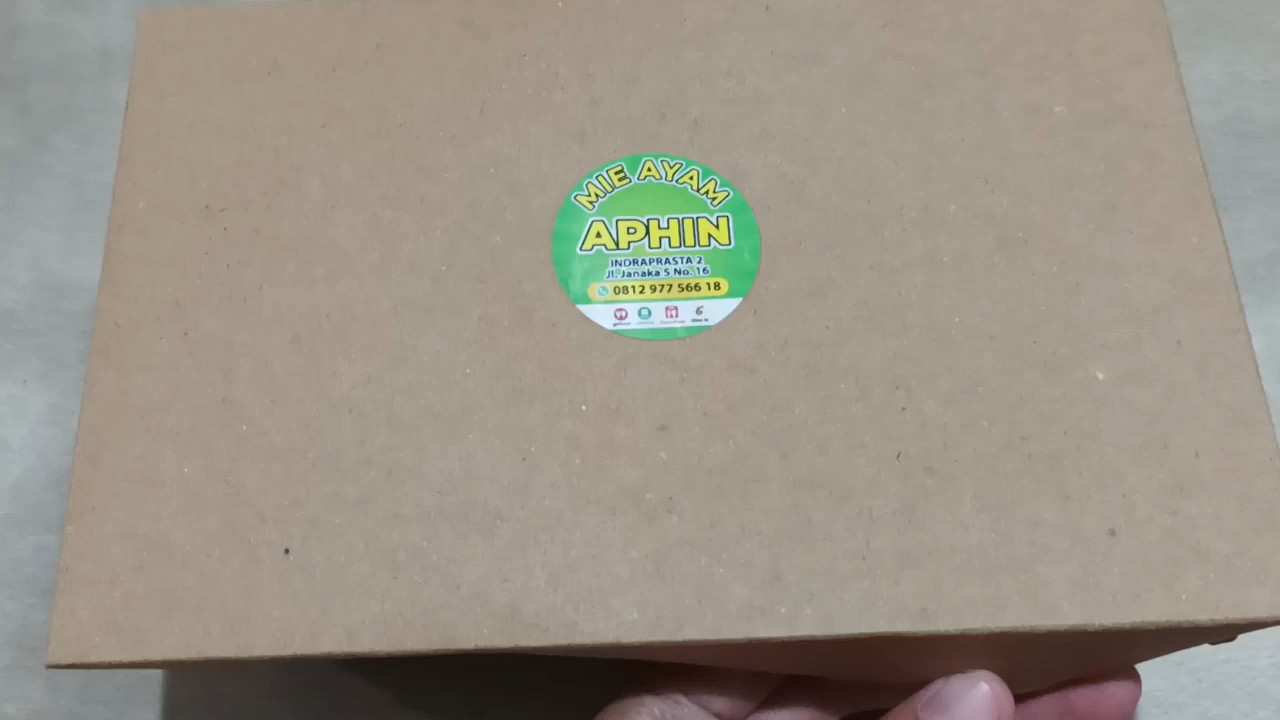 MIE AYAM
APHIN
INDRAPRASTA 2
Jl. Janaka 5 No. 16
0812 977 566 18